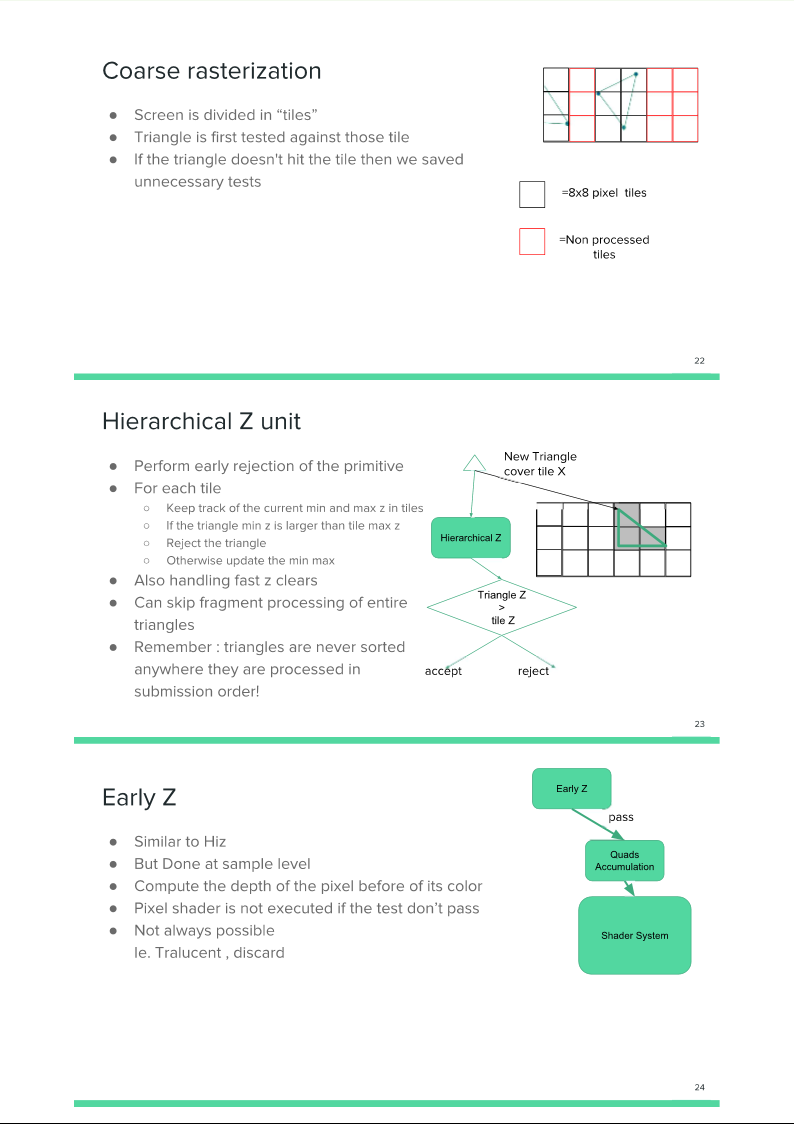 Coarse rasterization
● Screen is divided in “tiles”
● Triangle is first tested against those tile
● If the triangle doesn't hit the tile then we saved
unnecessary tests
=8x8 pixel tiles
=Non processed
tiles
22
Hierarchical Z unit
● Perform early rejection of the primitive
● For each tile
○ Keep track of the current min and max z in tiles
○ If the triangle min z is larger than tile max z
○ Reject the triangle
○ Otherwise update the min max
● Also handling fast z clears
● Can skip fragment processing of entire
triangles
● Remember : triangles are never sorted
anywhere they are processed in
submission order!
New Triangle
cover tile X
Hierarchical Z
Triangle Z
>
tile Z
accept
reject
23
Early Z
● Similar to Hiz
● But Done at sample level
● Compute the depth of the pixel before of its color
● Pixel shader is not executed if the test don’t pass
● Not always possible
Ie. Tralucent , discard
Early Z
pass
Quads
Accumulation
Shader System
24